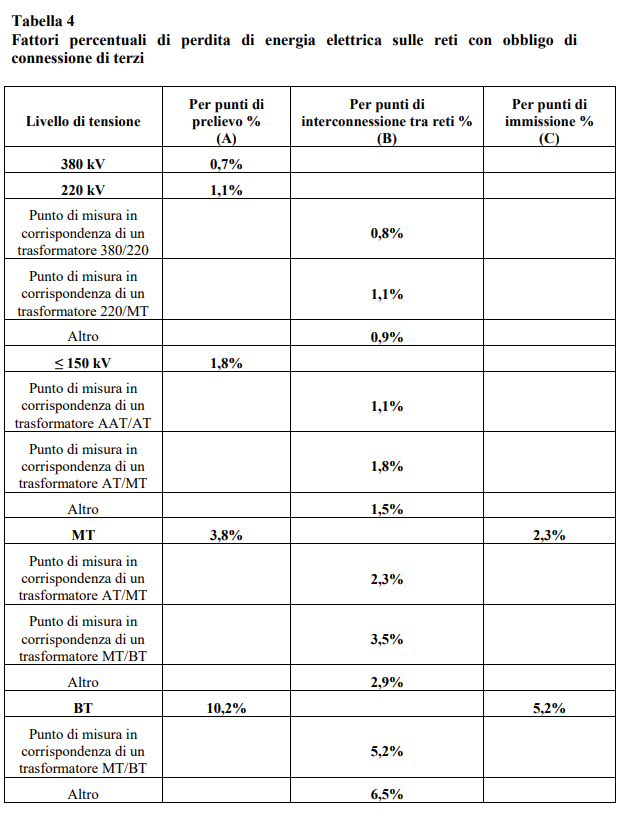 Tabella 4
Fattori percentuali di perdita di energia elettrica sulle reti con obbligo di
connessione di terzi
Livello di tensione
Per punti di
prelievo %
(A)
Per punti di
interconnessione tra reti %
(B)
Per punti di
immissione %
(C)
380 kV 0,7%
220 kV 1,1%
Punto di misura in
corrispondenza di un
trasformatore 380/220
0,8%
Punto di misura in
corrispondenza di un
trasformatore 220/MT
1,1%
Altro 0,9%
≤ 150 kV 1,8%
Punto di misura in
corrispondenza di un
trasformatore AAT/AT
1,1%
Punto di misura in
corrispondenza di un
trasformatore AT/MT
1,8%
Altro 1,5%
MT 3,8% 2,3%
Punto di misura in
corrispondenza di un
trasformatore AT/MT
2,3%
Punto di misura in
corrispondenza di un
trasformatore MT/BT
3,5%
Altro 2,9%
BT 10,2% 5,2%
Punto di misura in
corrispondenza di un
trasformatore MT/BT
5,2%
Altro 6,5%